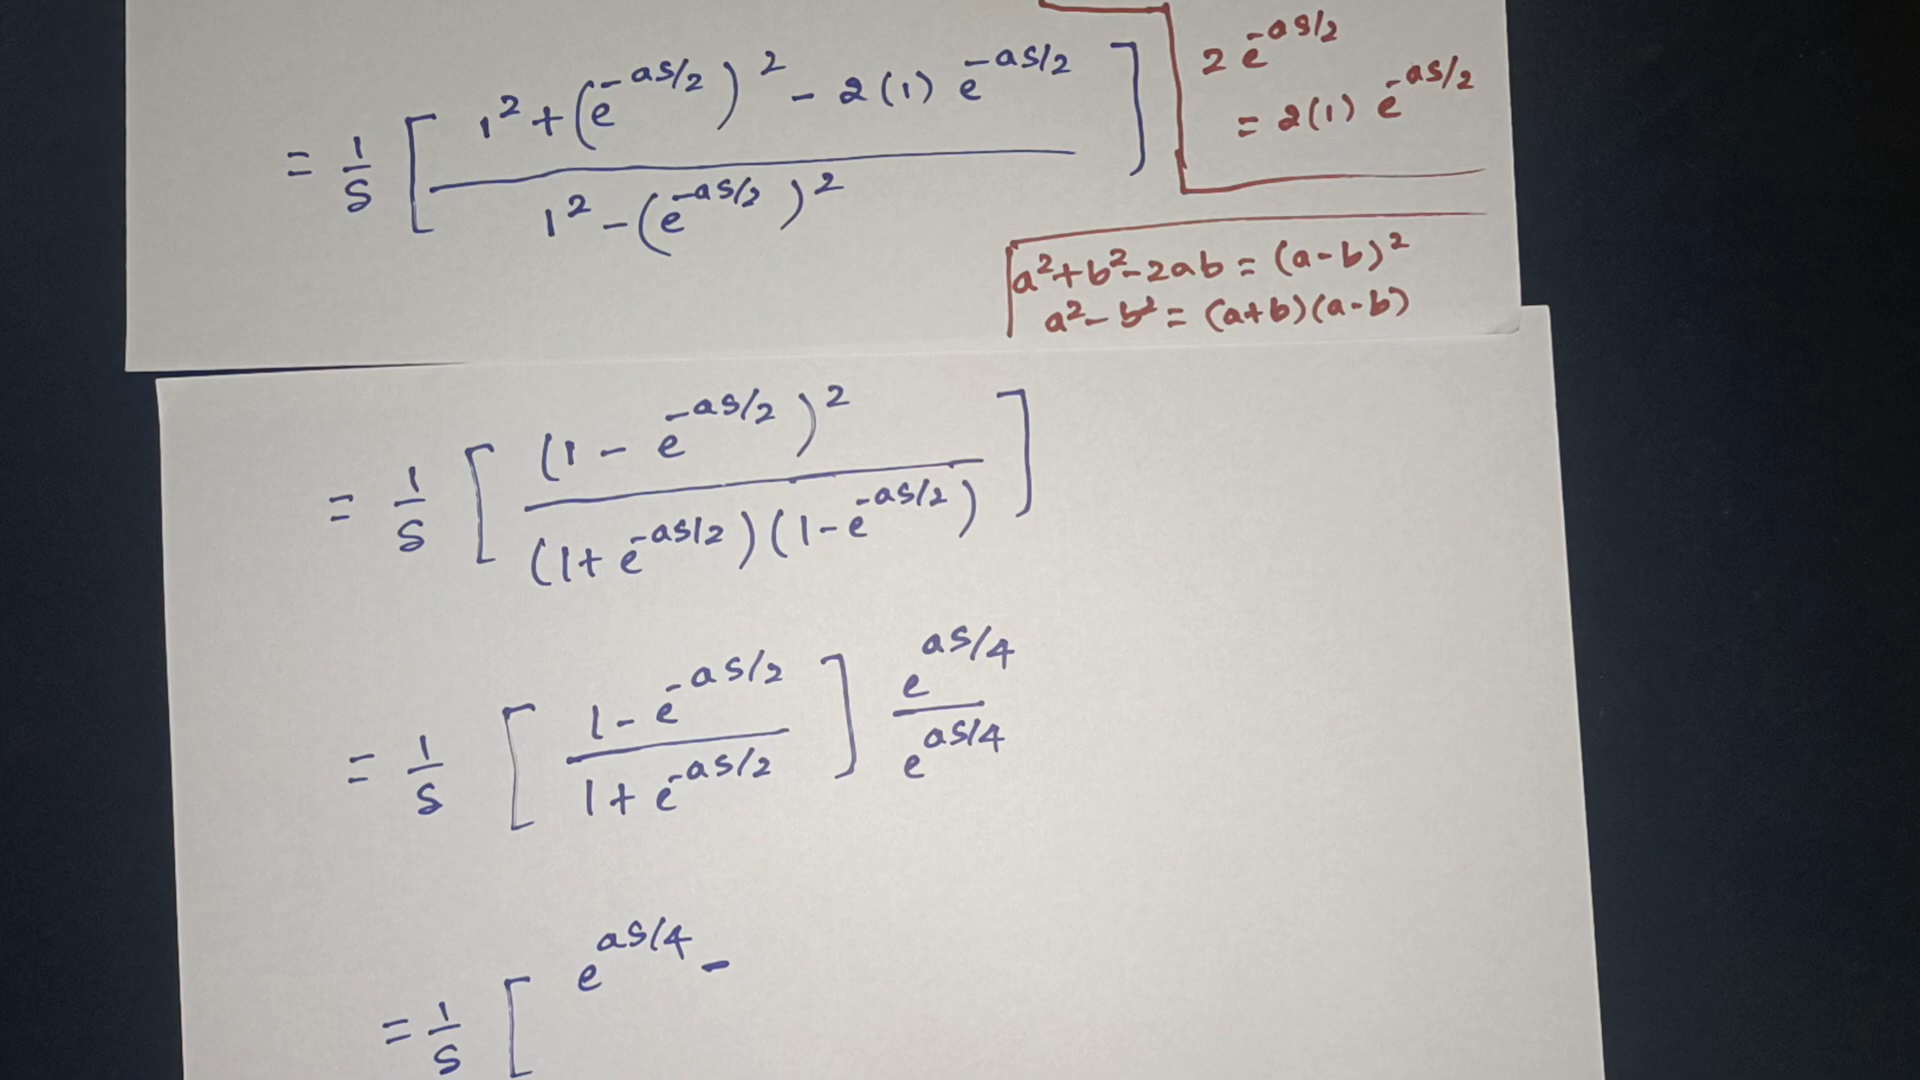 = 1/s [ (1² + (e^(-as/2))² - 2(1) e^(-as/2)) / (1² - (e^(-as/2))²) ]
2 e^(-as/2)
= 2(1) e^(-as/2)
a² + b² - 2ab = (a-b)²
a² - b² = (a+b)(a-b)
= 1/s [ (1 - e^(-as/2))² / ((1 + e^(-as/2))(1 - e^(-as/2))) ]
= 1/s [ (1 - e^(-as/2)) / (1 + e^(-as/2)) ] e^(as/4) / e^(as/4)
= 1/s [ e^(as/4) -